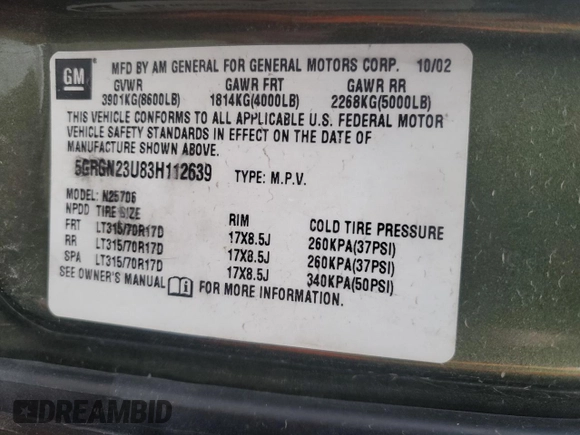 GM
MFD BY AM GENERAL FOR GENERAL MOTORS CORP. 10/02
GVWR GAWR FRT GAWR RR
3901KG(8600LB) 1814KG(4000LB) 2268KG(5000LB)
THIS VEHICLE CONFORMS TO ALL APPLICABLE U.S. FEDERAL MOTOR
VEHICLE SAFETY STANDARDS IN EFFECT ON THE DATE OF
MANUFACTURE SHOWN ABOVE.
5GRGN23U83H112639 TYPE: M.P.V.
MODEL: N25706
NPDD TIRE SIZE RIM COLD TIRE PRESSURE
FRT LT315/70R17D 17X8.5J 260KPA(37PSI)
RR LT315/70R17D 17X8.5J 260KPA(37PSI)
SPA LT315/70R17D 17X8.5J 340KPA(50PSI)
SEE OWNER'S MANUAL i FOR MORE INFORMATION.
DREAMBID